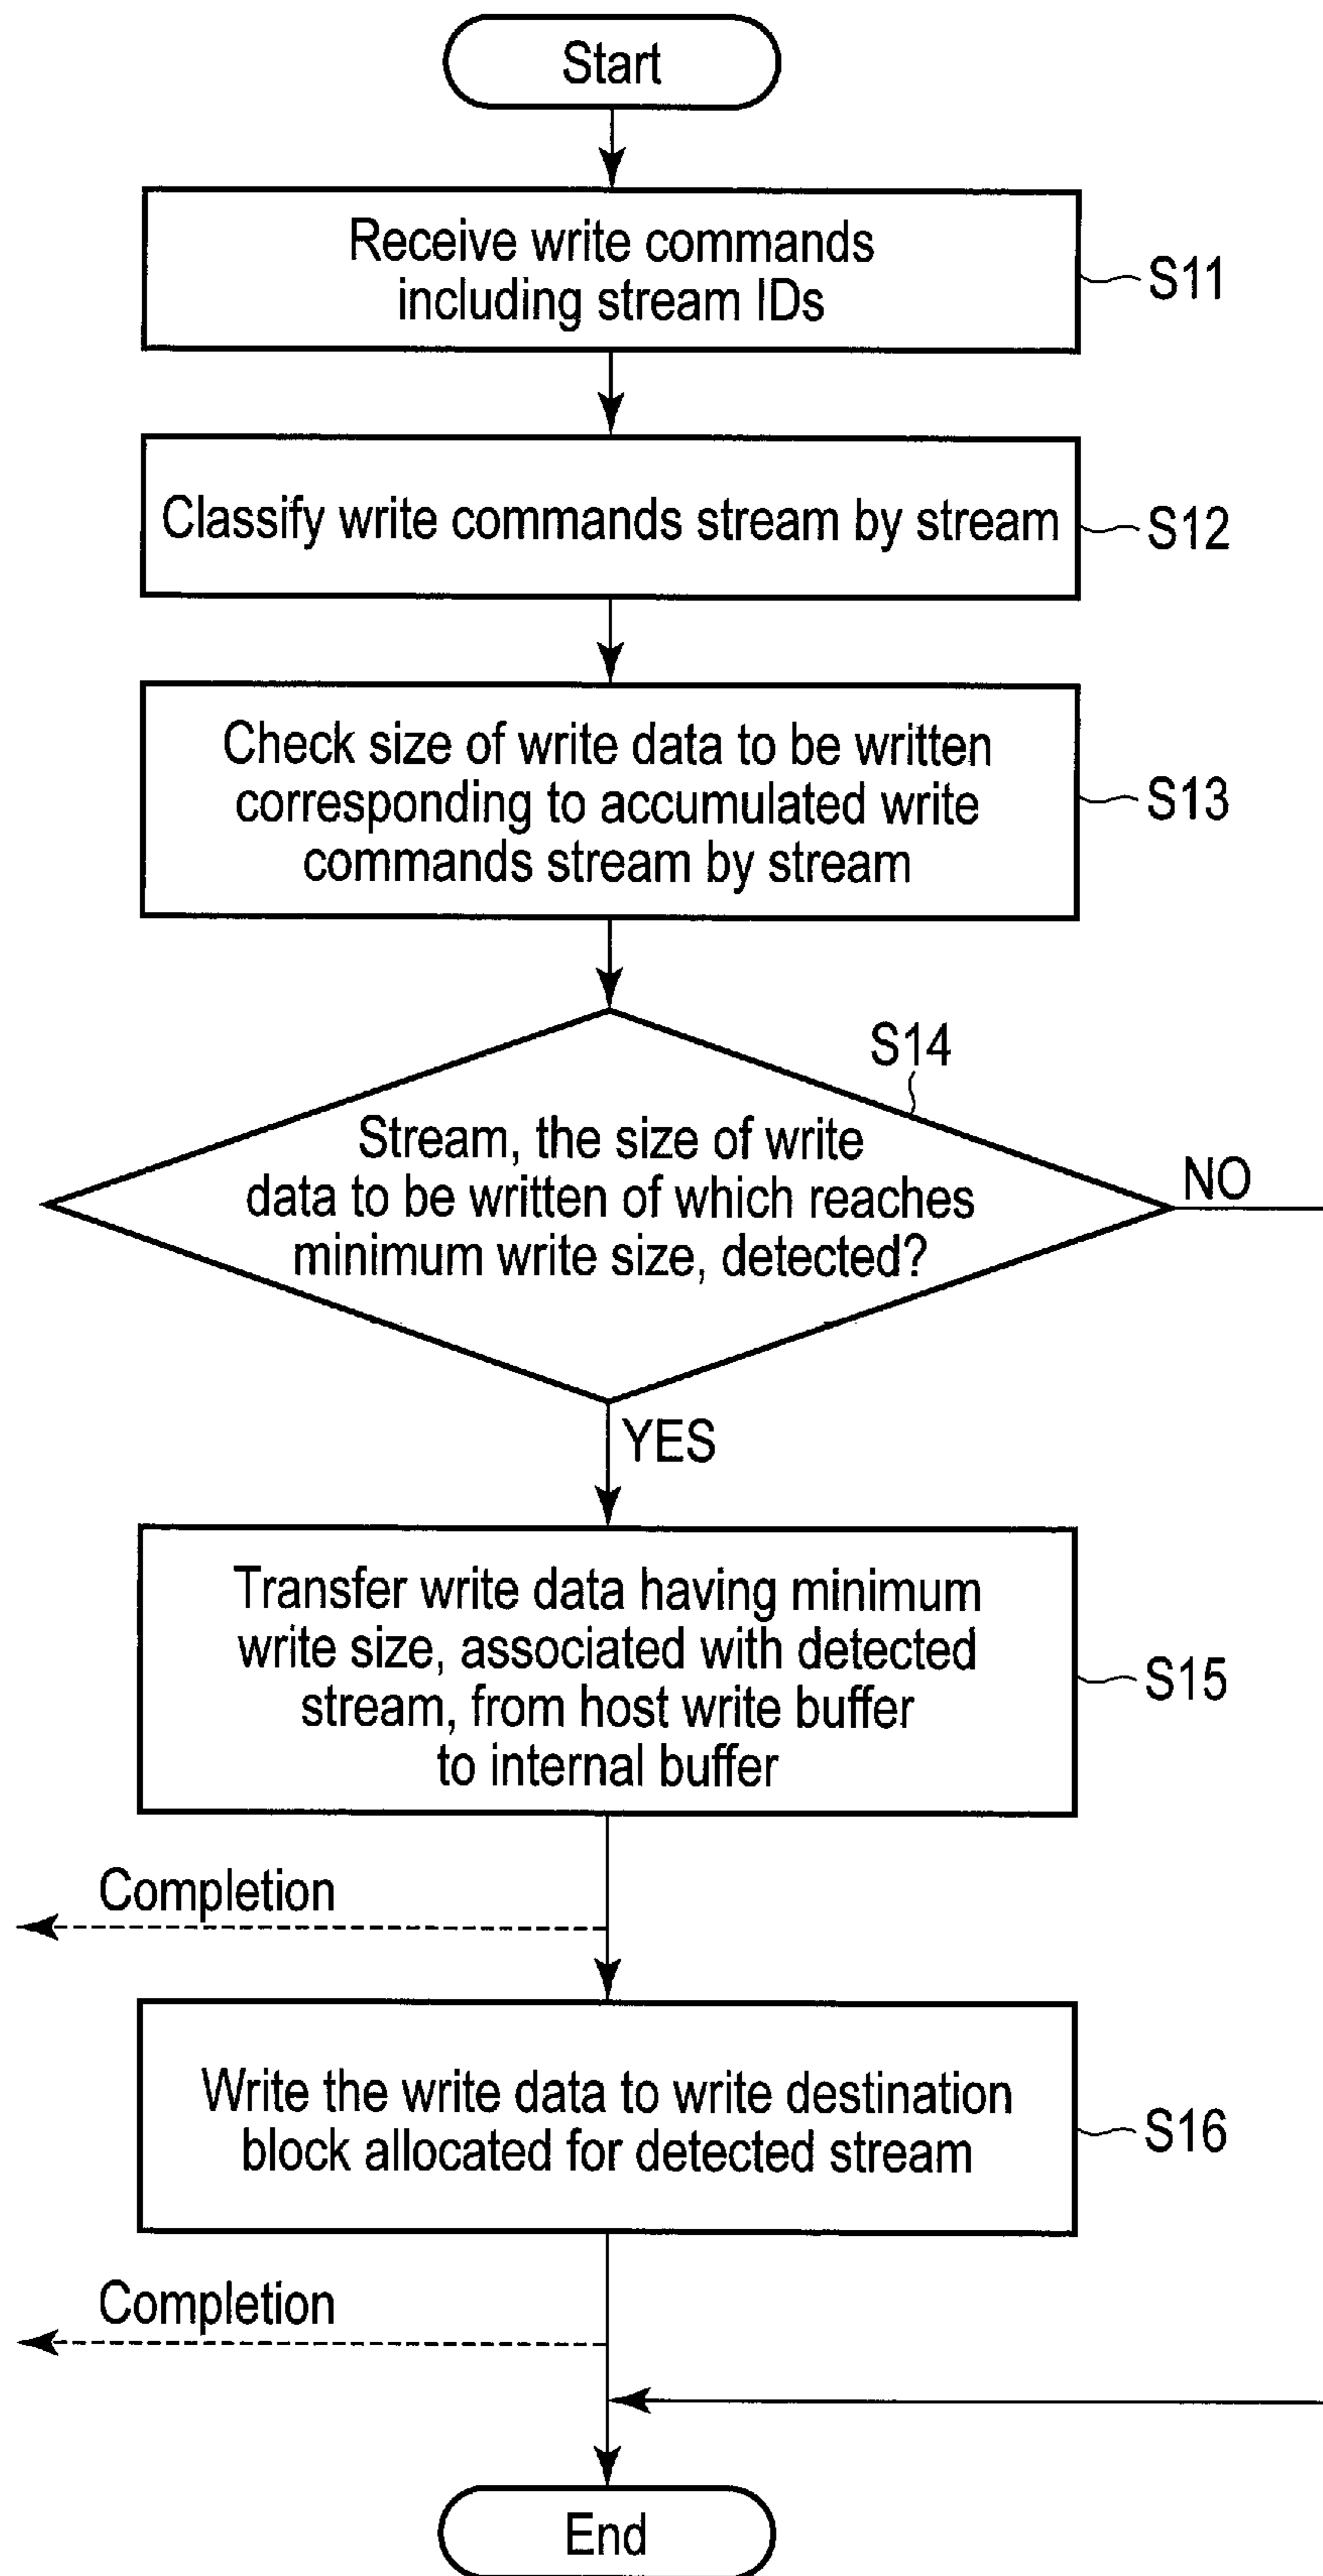 Start
Receive write commands
including stream IDs
S11
Classify write commands stream by stream
S12
Check size of write data to be written
corresponding to accumulated write
commands stream by stream
S13
S14
Stream, the size of write
data to be written of which reaches
minimum write size, detected?
NO
YES
Transfer write data having minimum
write size, associated with detected
stream, from host write buffer
to internal buffer
S15
Completion
Write the write data to write destination
block allocated for detected stream
S16
Completion
End